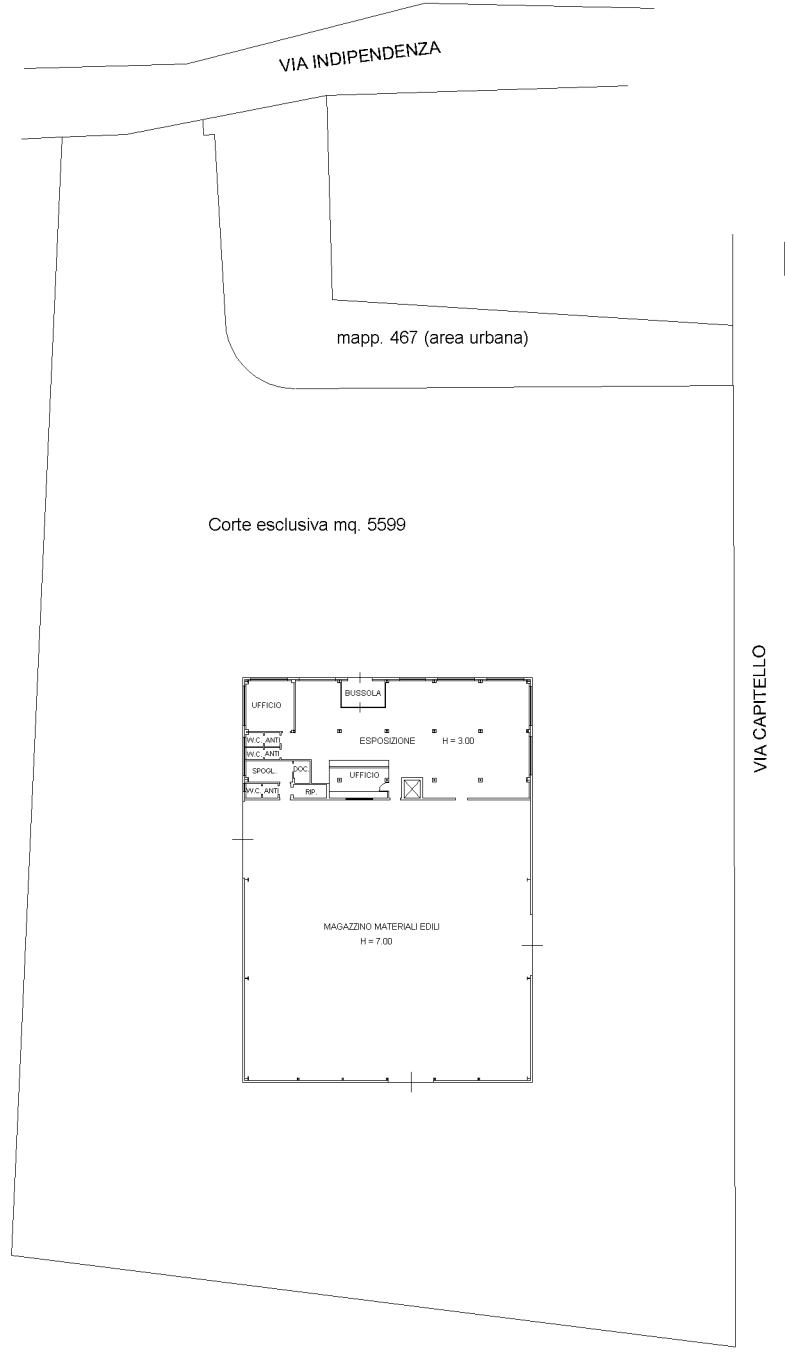 VIA INDIPENDENZA
mapp. 467 (area urbana)
Corte esclusiva mq. 5599
VIA CAPITELLO
BUSSOLA
UFFICIO
W.C. ANTI
ESPOSIZIONE H = 3.00
W.C. ANTI
SPOGL. DOC.
UFFICIO
W.C. ANTI
RIP.
MAGAZZINO MATERIALI EDILI
H = 7.00